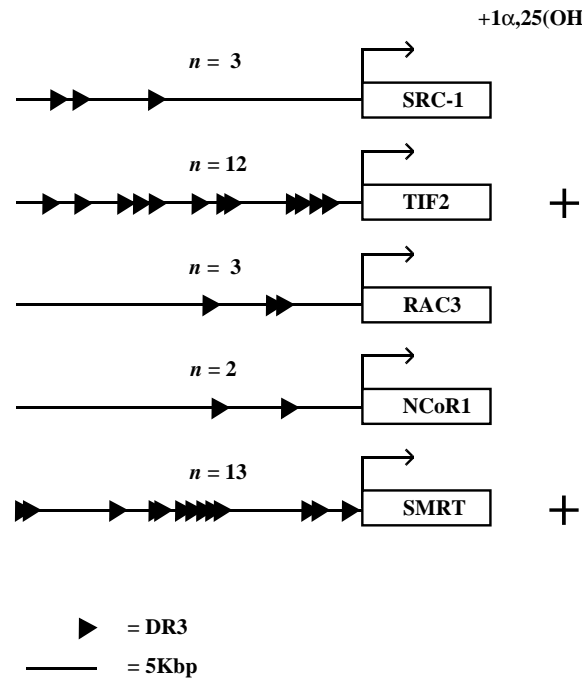 +1α,25(OH
n = 3
SRC-1
n = 12
TIF2
+
n = 3
RAC3
n = 2
NCoR1
n = 13
SMRT
+
= DR3
= 5Kbp